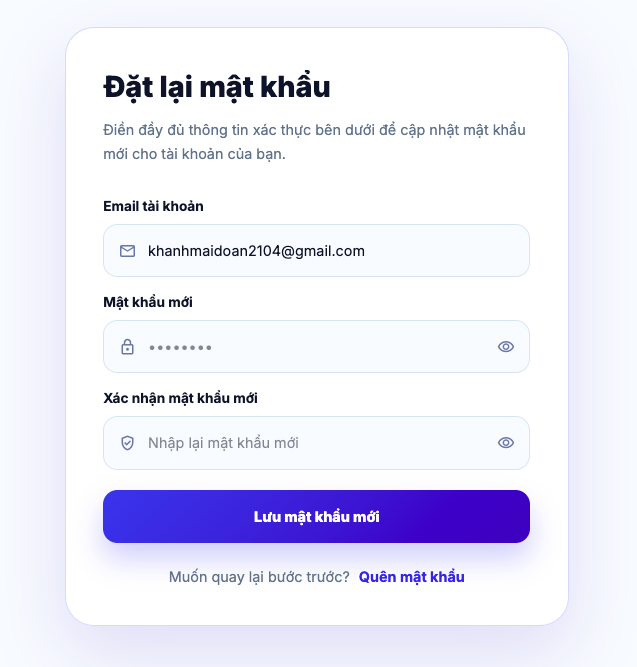 Đặt lại mật khẩu
Điền đầy đủ thông tin xác thực bên dưới để cập nhật mật khẩu
mới cho tài khoản của bạn.
Email tài khoản
khanhmaidoan2104@gmail.com
Mật khẩu mới
••••••••
Xác nhận mật khẩu mới
Nhập lại mật khẩu mới
Lưu mật khẩu mới
Muốn quay lại bước trước? Quên mật khẩu